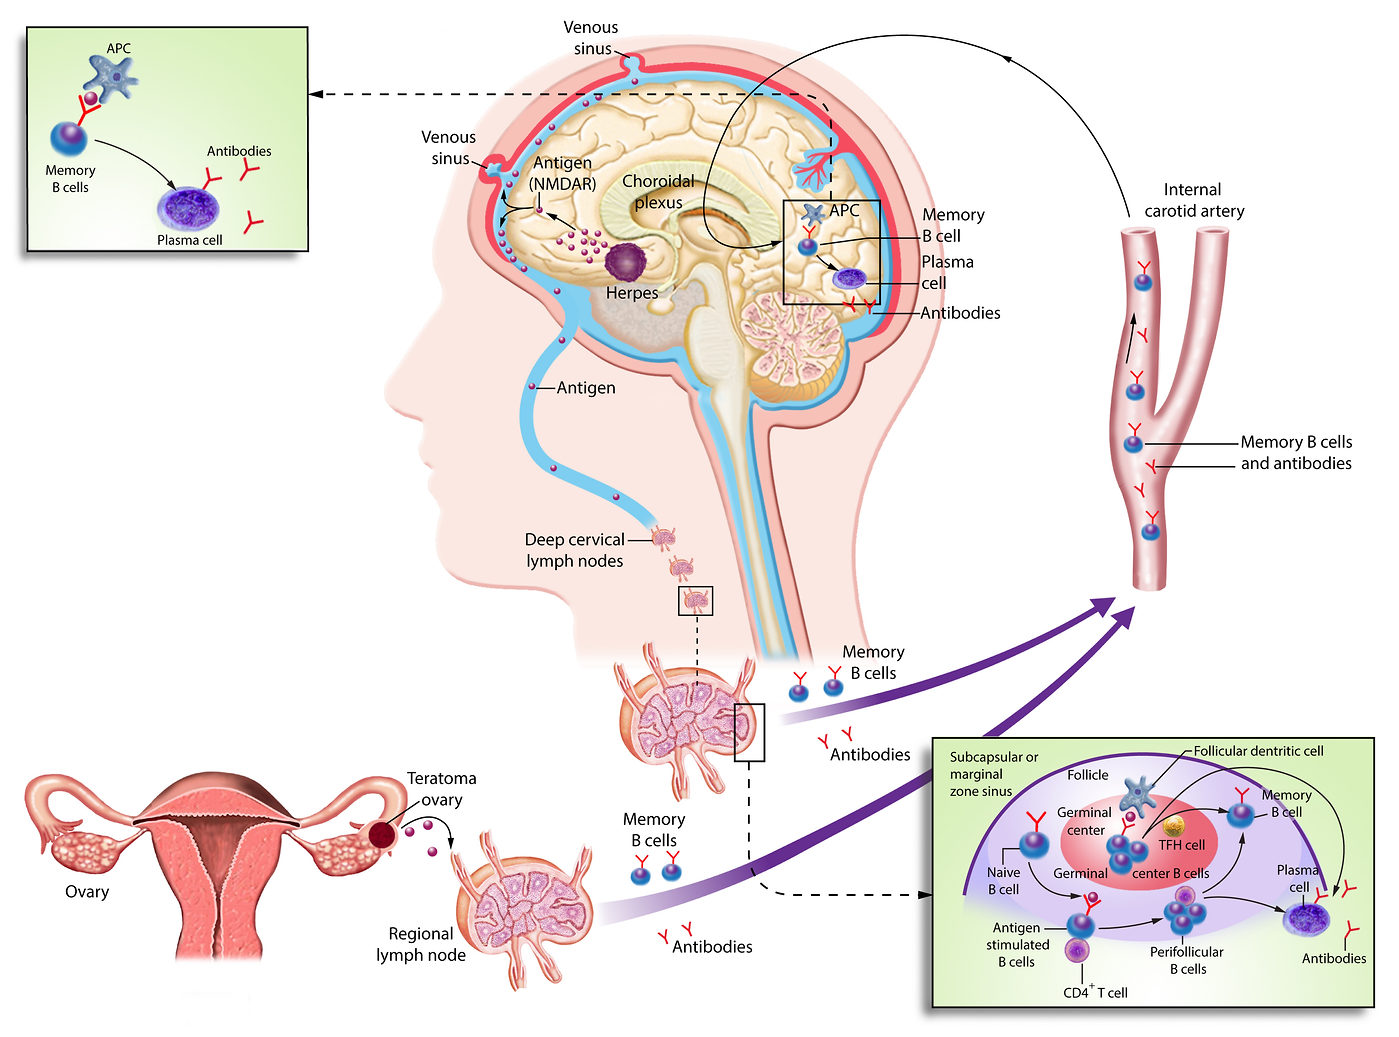 APC
Memory
B cells
Antibodies
Plasma cell
Venous
sinus
Venous
sinus
Antigen
(NMDAR)
Choroidal
plexus
Herpes
APC
Memory
B cell
Plasma
cell
Antibodies
Internal
carotid artery
Antigen
Memory B cells
and antibodies
Deep cervical
lymph nodes
Memory
B cells
Antibodies
Teratoma
ovary
Ovary
Regional
lymph node
Memory
B cells
Antibodies
Subcapsular or
marginal
zone sinus
Follicle
Follicular dentritic cell
Germinal
center
Memory
B cell
TFH cell
Naive
B cell
Germinal center B cells
Plasma
cell
Antigen
stimulated
B cells
Perifollicular
B cells
Antibodies
CD4+ T cell